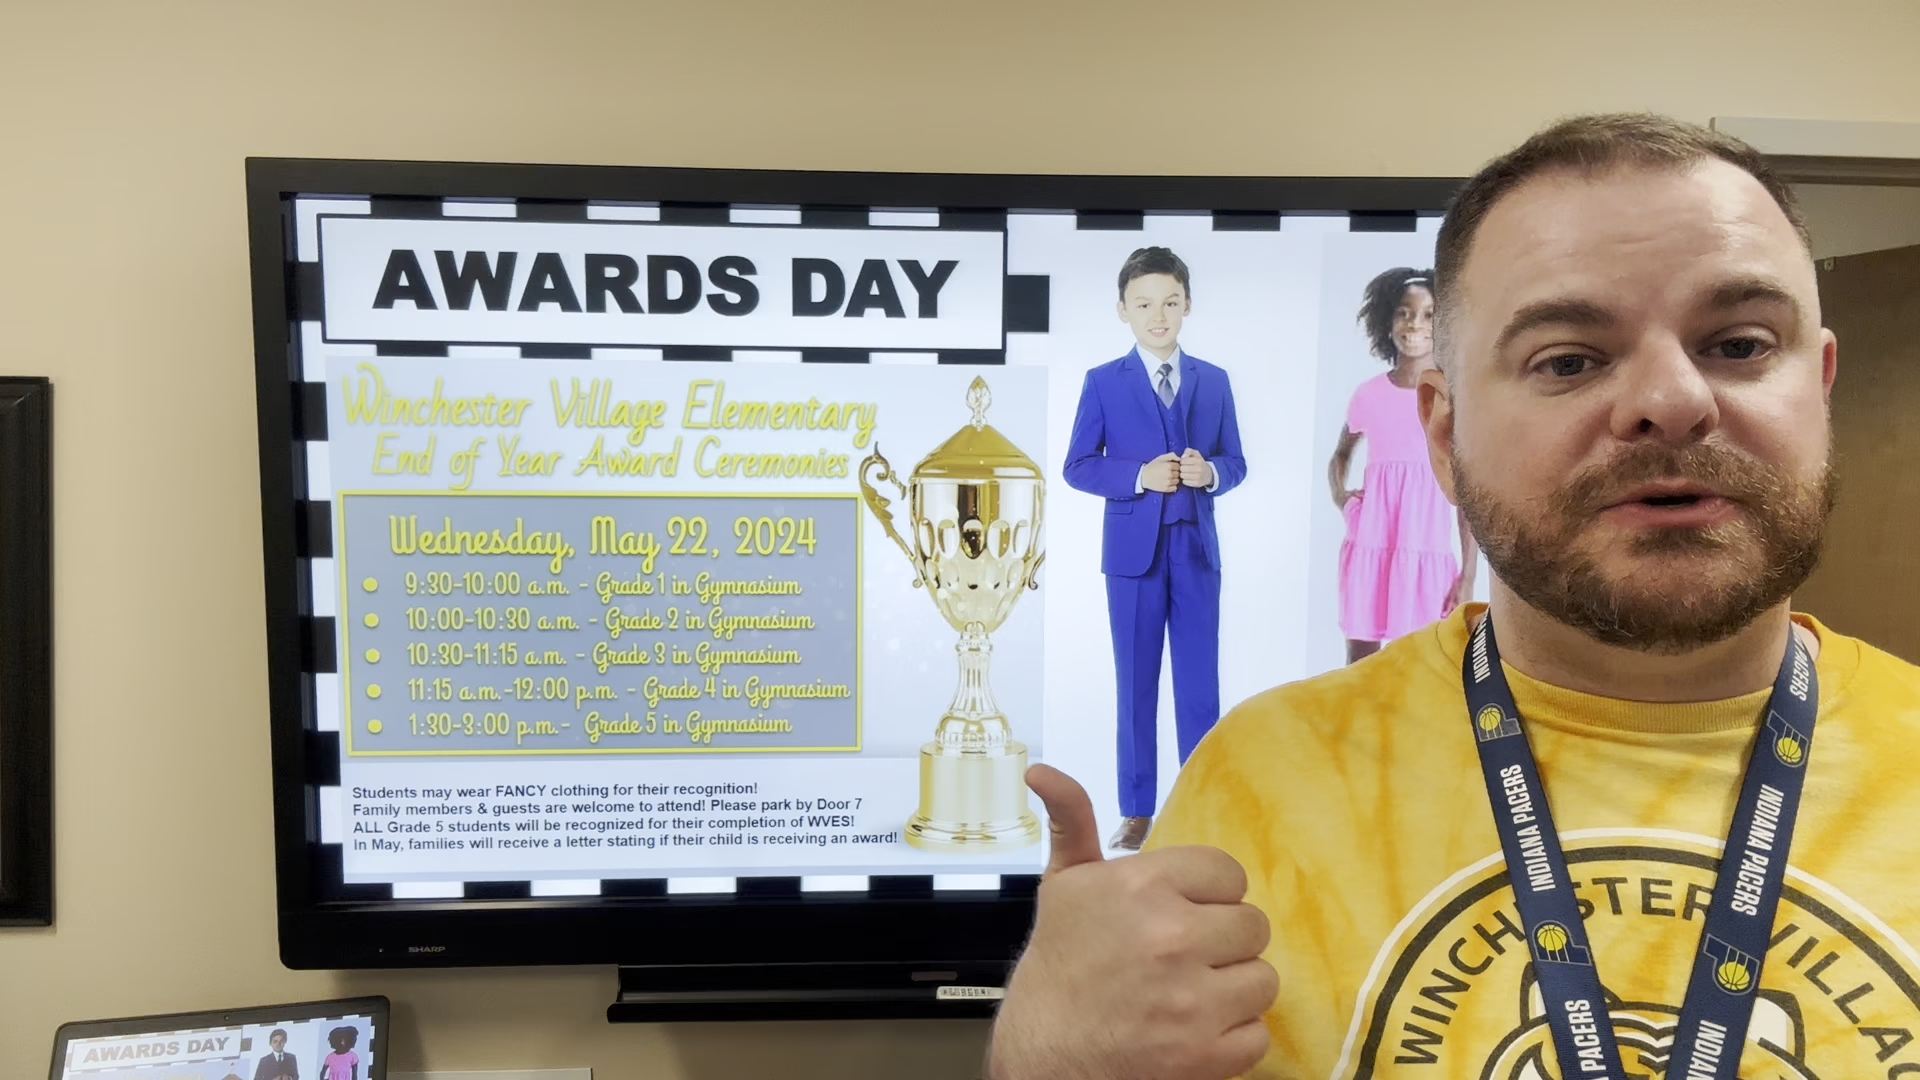 AWARDS DAY
Winchester Village Elementary
End of Year Award Ceremonies
Wednesday, May 22, 2024
• 9:30-10:00 a.m. - Grade 1 in Gymnasium
• 10:00-10:30 a.m. - Grade 2 in Gymnasium
• 10:30-11:15 a.m. - Grade 3 in Gymnasium
• 11:15 a.m.-12:00 p.m. - Grade 4 in Gymnasium
• 1:30-3:00 p.m.- Grade 5 in Gymnasium
Students may wear FANCY clothing for their recognition!
Family members & guests are welcome to attend! Please park by Door 7
ALL Grade 5 students will be recognized for their completion of WVES!
In May, families will receive a letter stating if their child is receiving an award!
SHARP
AWARDS DAY
INDIANA PACERS
PACERS
INDIANA PACERS
PACERS
INDIANA
WINCHESTER VILLAG